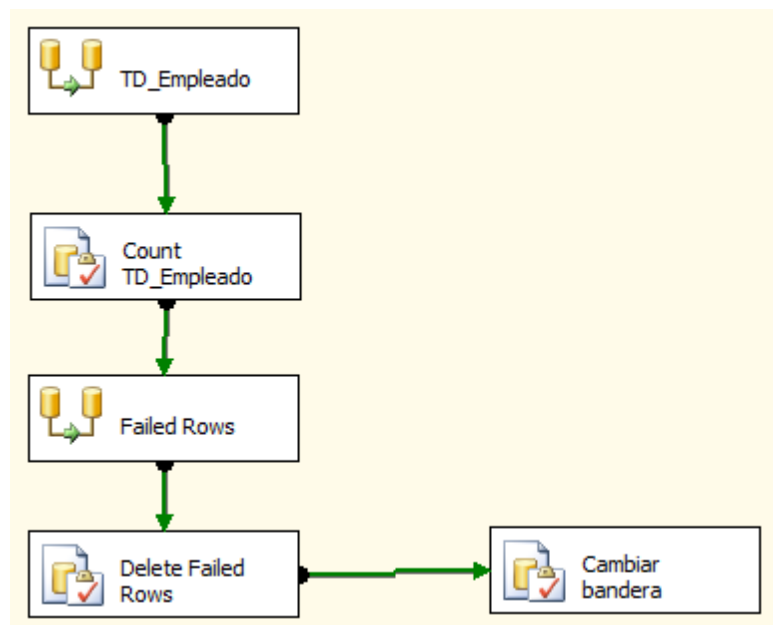 TD_Empleado
Count
TD_Empleado
Failed Rows
Delete Failed
Rows
Cambiar
bandera